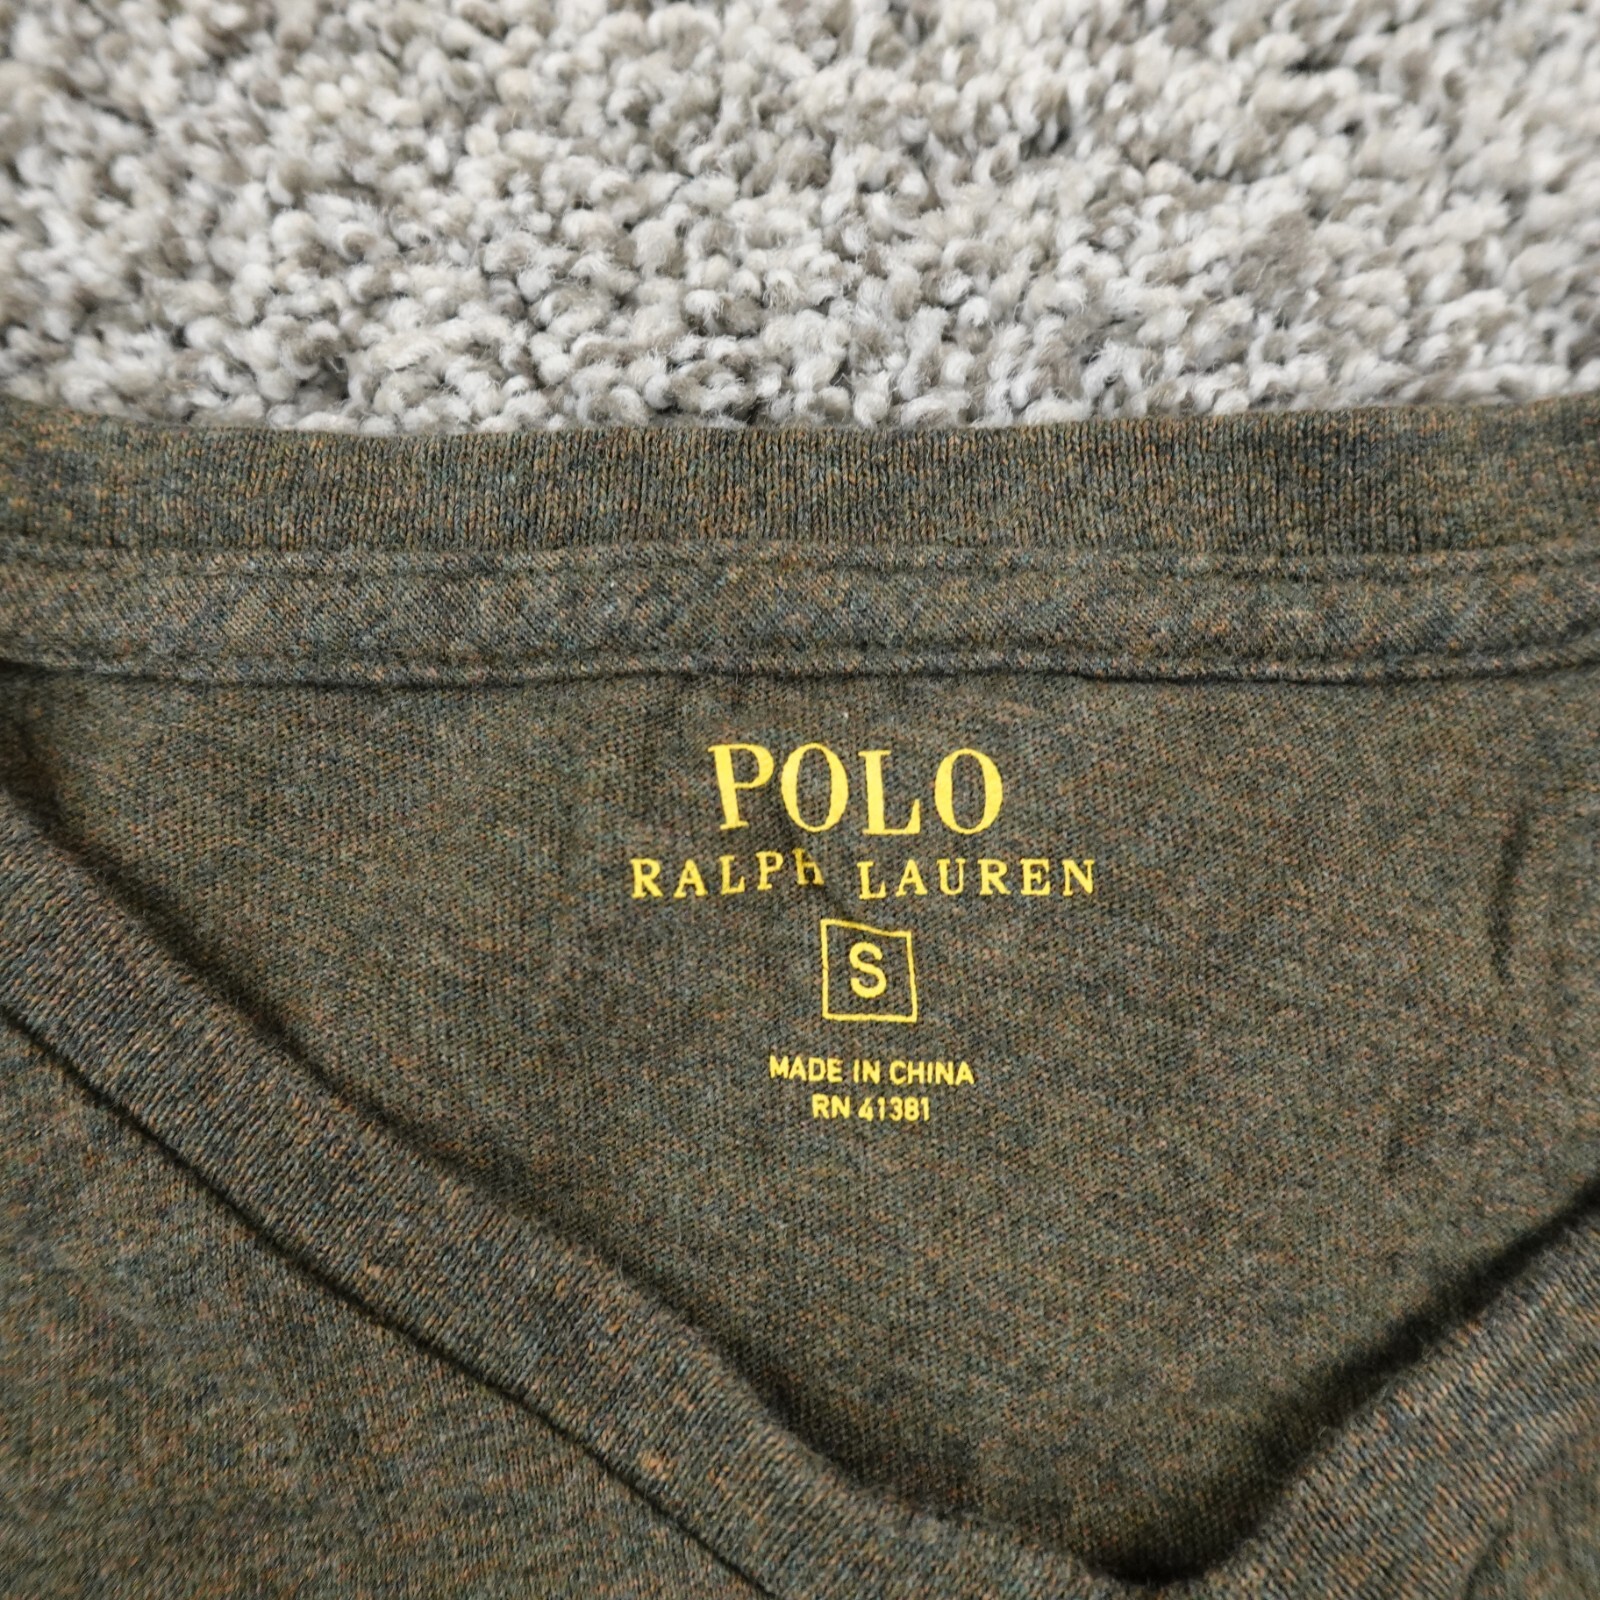 POLO
RALPH LAUREN
S
MADE IN CHINA
RN 41381